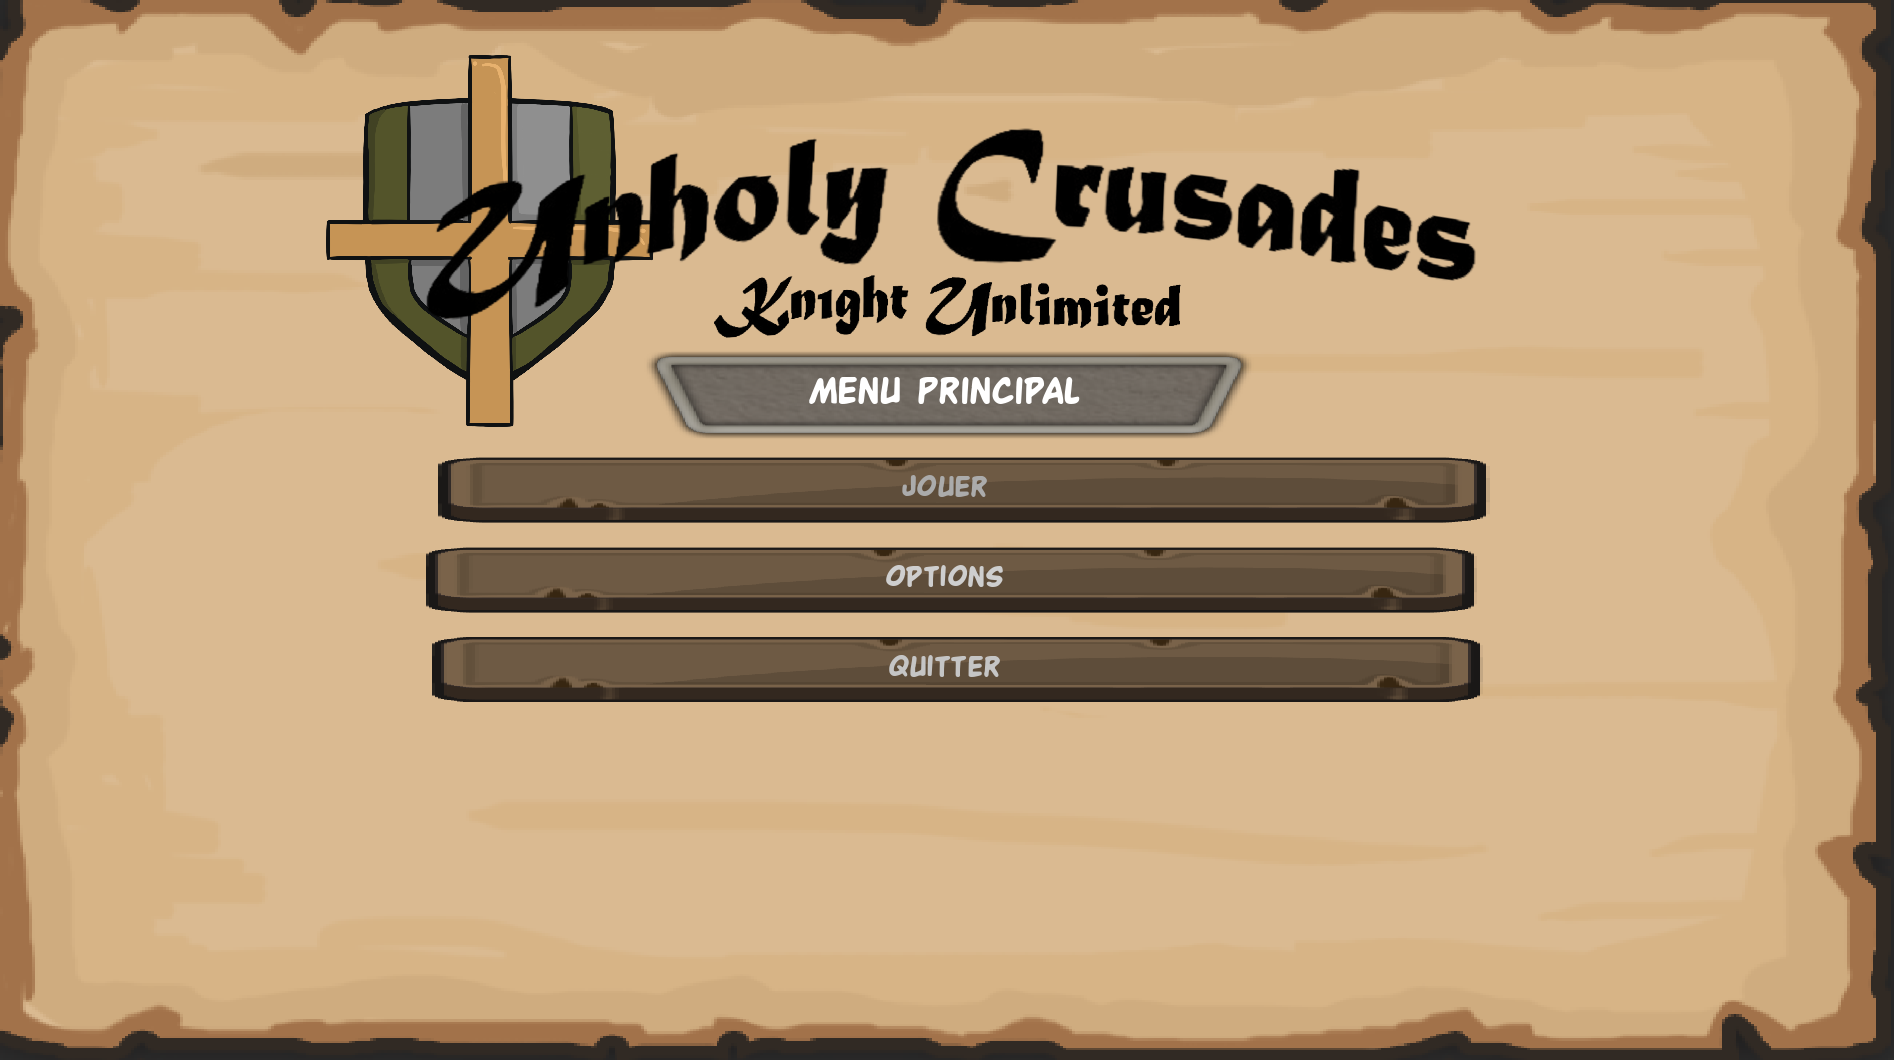 Unholy Crusades
Knight Unlimited
MENU PRINCIPAL
JOUER
OPTIONS
QUITTER